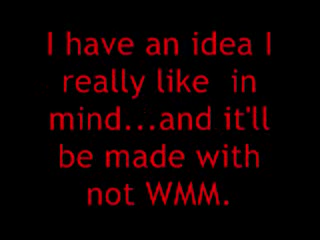 I have an idea I
really like  in
mind...and it'll
be made with
not WMM.